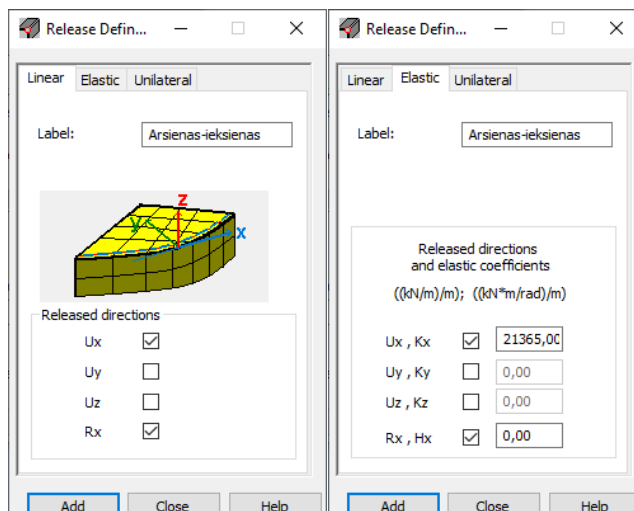 Release Defin...
Linear Elastic Unilateral
Label: Arsienas-ieksienas
z
y
x
Released directions
Ux
Uy
Uz
Rx
Add Close Help
Release Defin...
Linear Elastic Unilateral
Label: Arsienas-ieksienas
Released directions
and elastic coefficients
((kN/m)/m); ((kN*m/rad)/m)
Ux , Kx 21365,00
Uy , Ky 0,00
Uz , Kz 0,00
Rx , Hx 0,00
Add Close Help